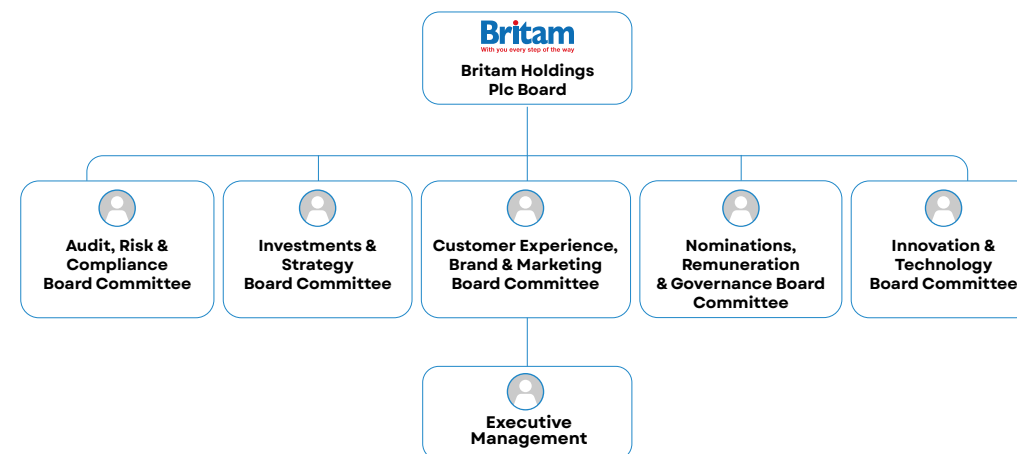 Britam
With you every step of the way
Britam Holdings
Plc Board
Audit, Risk &
Compliance
Board Committee
Investments &
Strategy
Board Committee
Customer Experience,
Brand & Marketing
Board Committee
Nominations,
Remuneration
& Governance Board
Committee
Innovation &
Technology
Board Committee
Executive
Management